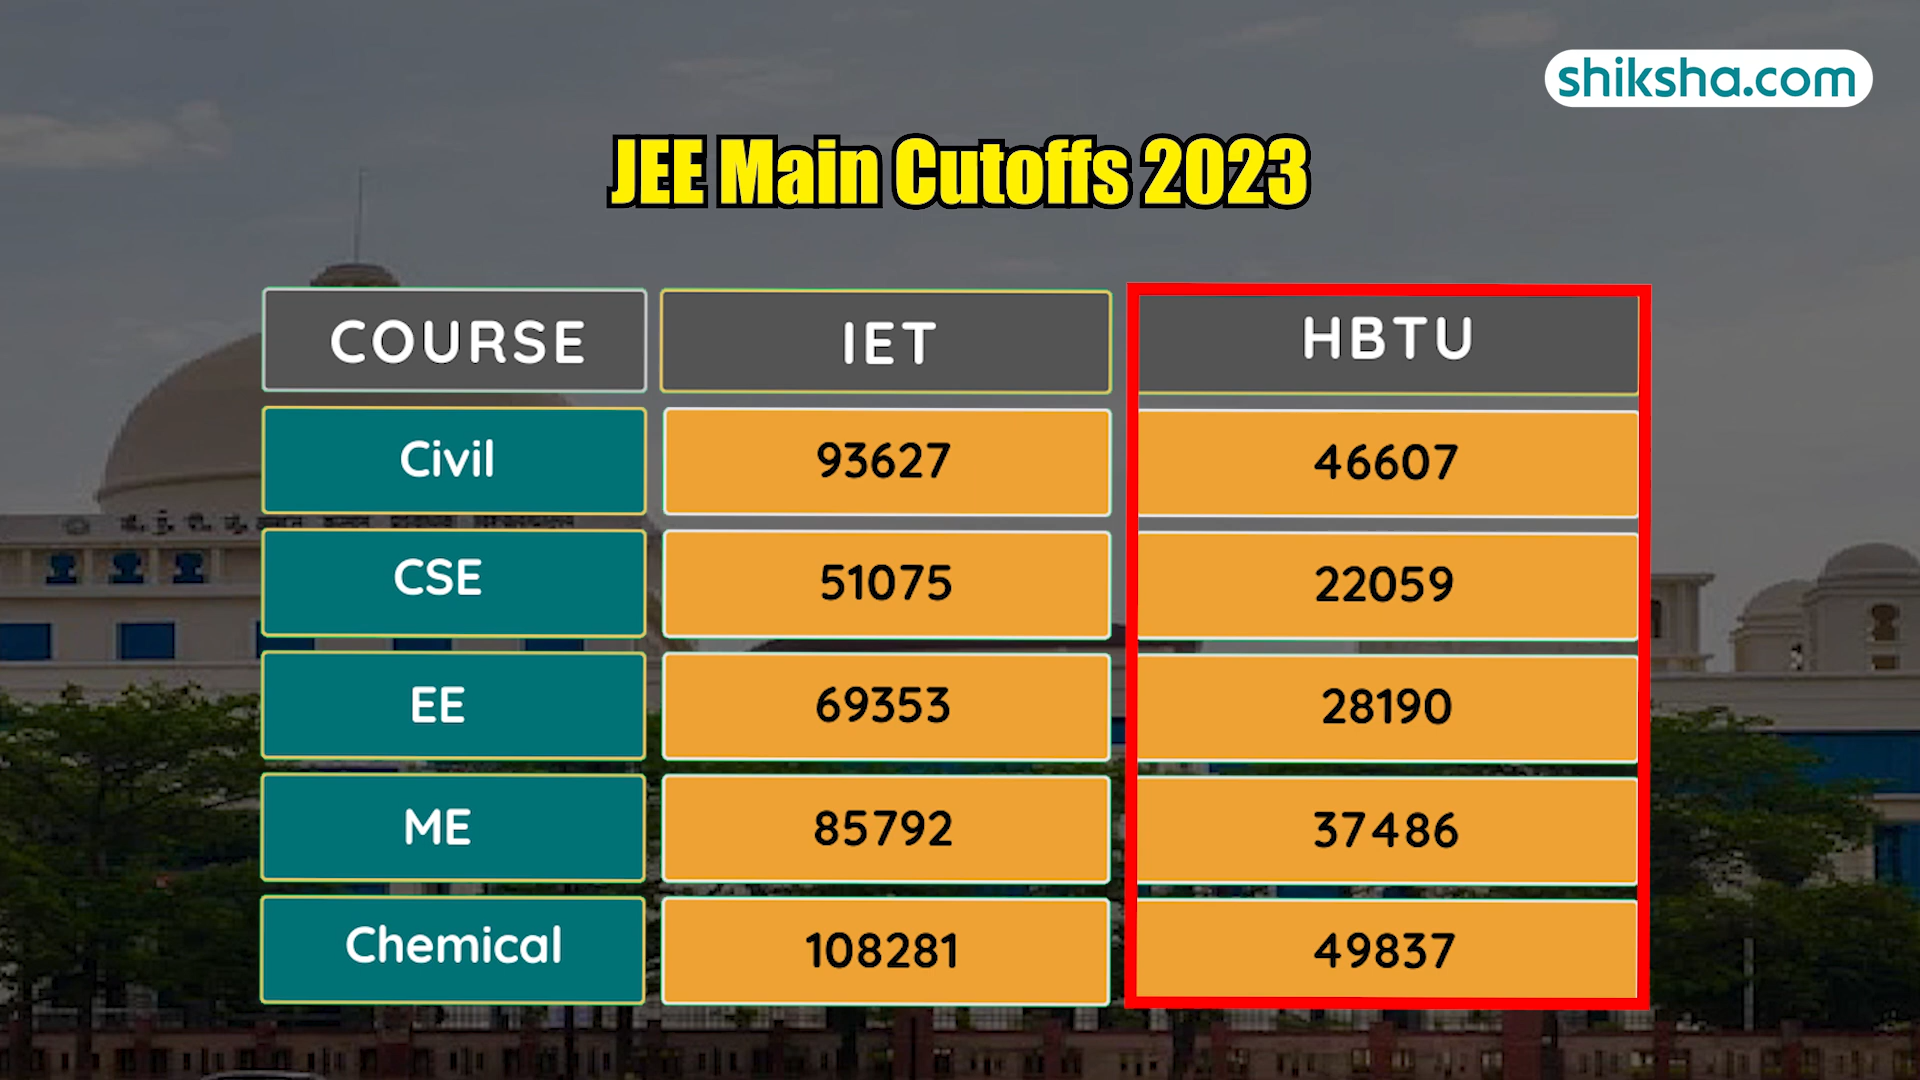 shiksha.com
JEE Main Cutoffs 2023
COURSE IET HBTU
Civil 93627 46607
CSE 51075 22059
EE 69353 28190
ME 85792 37486
Chemical 108281 49837